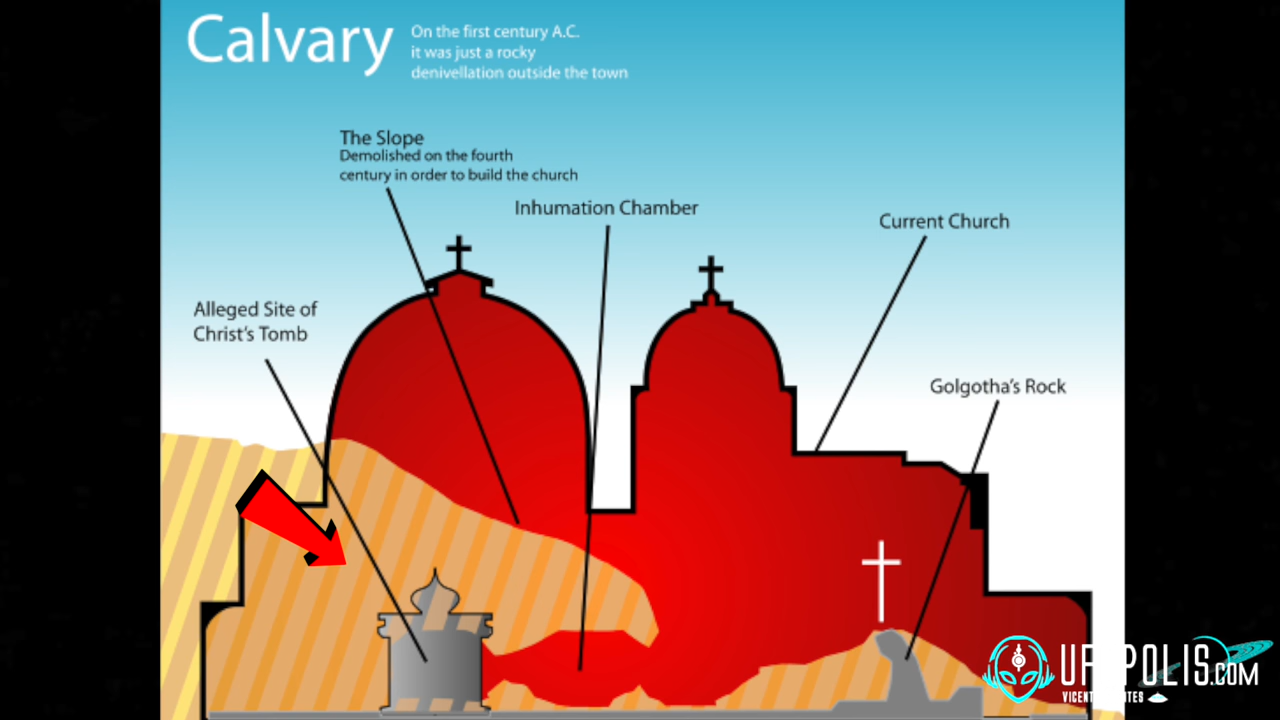 Calvary
On the first century A.C.
it was just a rocky
denivellation outside the town
The Slope
Demolished on the fourth
century in order to build the church
Inhumation Chamber
Current Church
Alleged Site of
Christ's Tomb
Golgotha's Rock
.COM